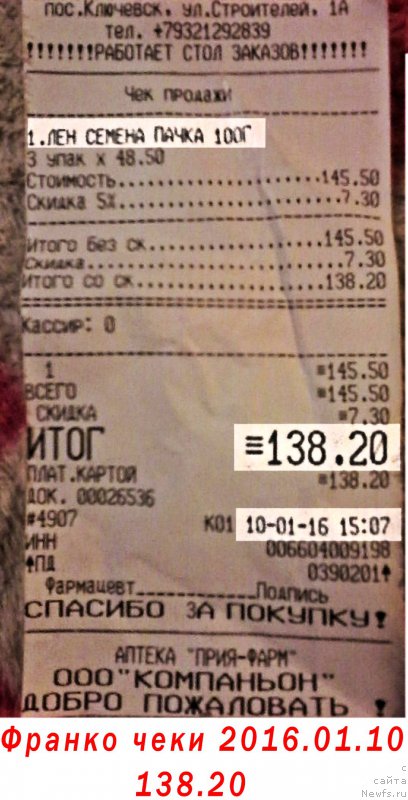 пос.Ключевск, ул.Строителей, 1А
тел. +79321292839
!!!!!!!РАБОТАЕТ СТОЛ ЗАКАЗОВ!!!!!!!
Чек продажи
1.ЛЕН СЕМЕНА ПАЧКА 100Г
3 упак x 48.50
Стоимость....................145.50
Скидка 5%......................7.30
Итого без ск.................145.50
Скидка.........................7.30
Итого со ск..................138.20
Кассир: 0
1 ≡145.50
ВСЕГО ≡145.50
СКИДКА ≡7.30
ИТОГ ≡138.20
ПЛАТ.КАРТОЙ ≡138.20
ДОК. 00026536
#4907 К01 10-01-16 15:07
ИНН 006604009198
↑ПД 0390201↑
Фармацевт____________Подпись
СПАСИБО ЗА ПОКУПКУ!
АПТЕКА "ПРИЯ-ФАРМ"
ООО"КОМПАНЬОН"
ДОБРО ПОЖАЛОВАТЬ !
Франко чеки 2016.01.10
138.20
с сайта
Newfs.ru